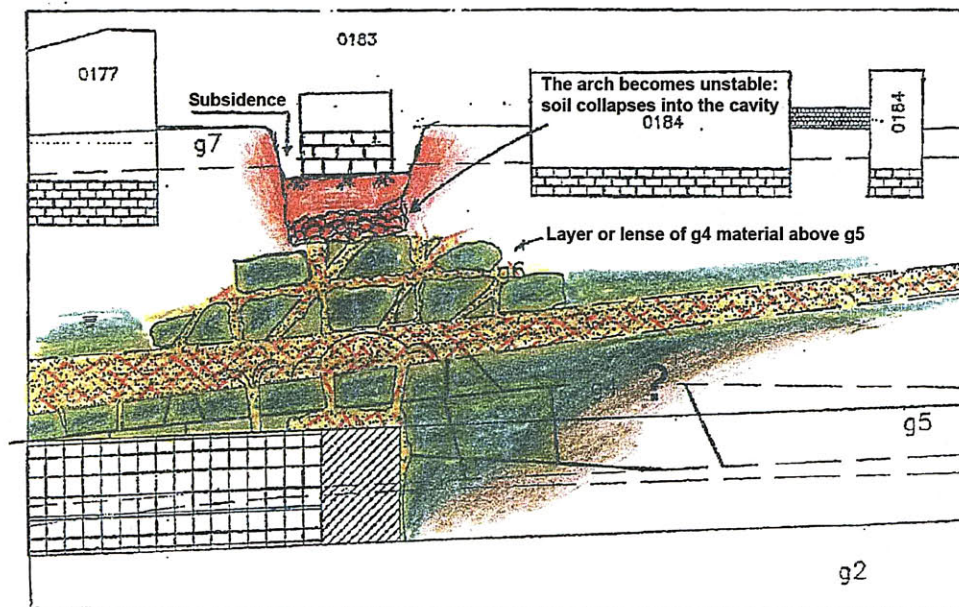 0183
0177
Subsidence
The arch becomes unstable:
soil collapses into the cavity
0184
0184
g7
Layer or lense of g4 material above g5
g6
g4 ?
g5
g2